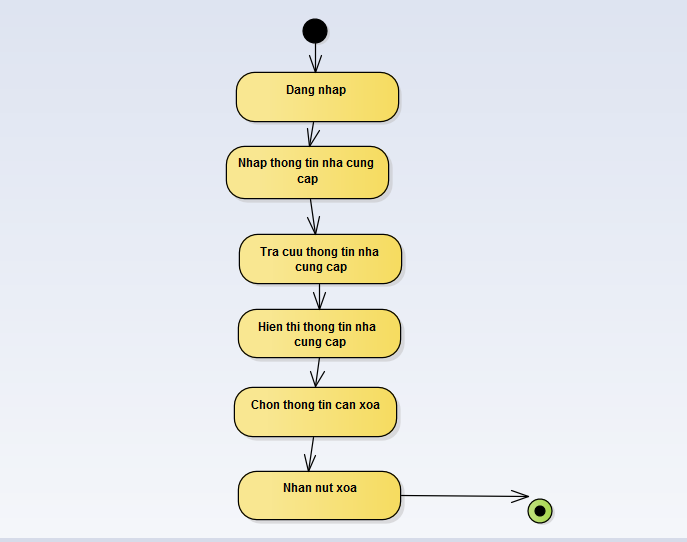 Dang nhap
Nhap thong tin nha cung
cap
Tra cuu thong tin nha
cung cap
Hien thi thong tin nha
cung cap
Chon thong tin can xoa
Nhan nut xoa